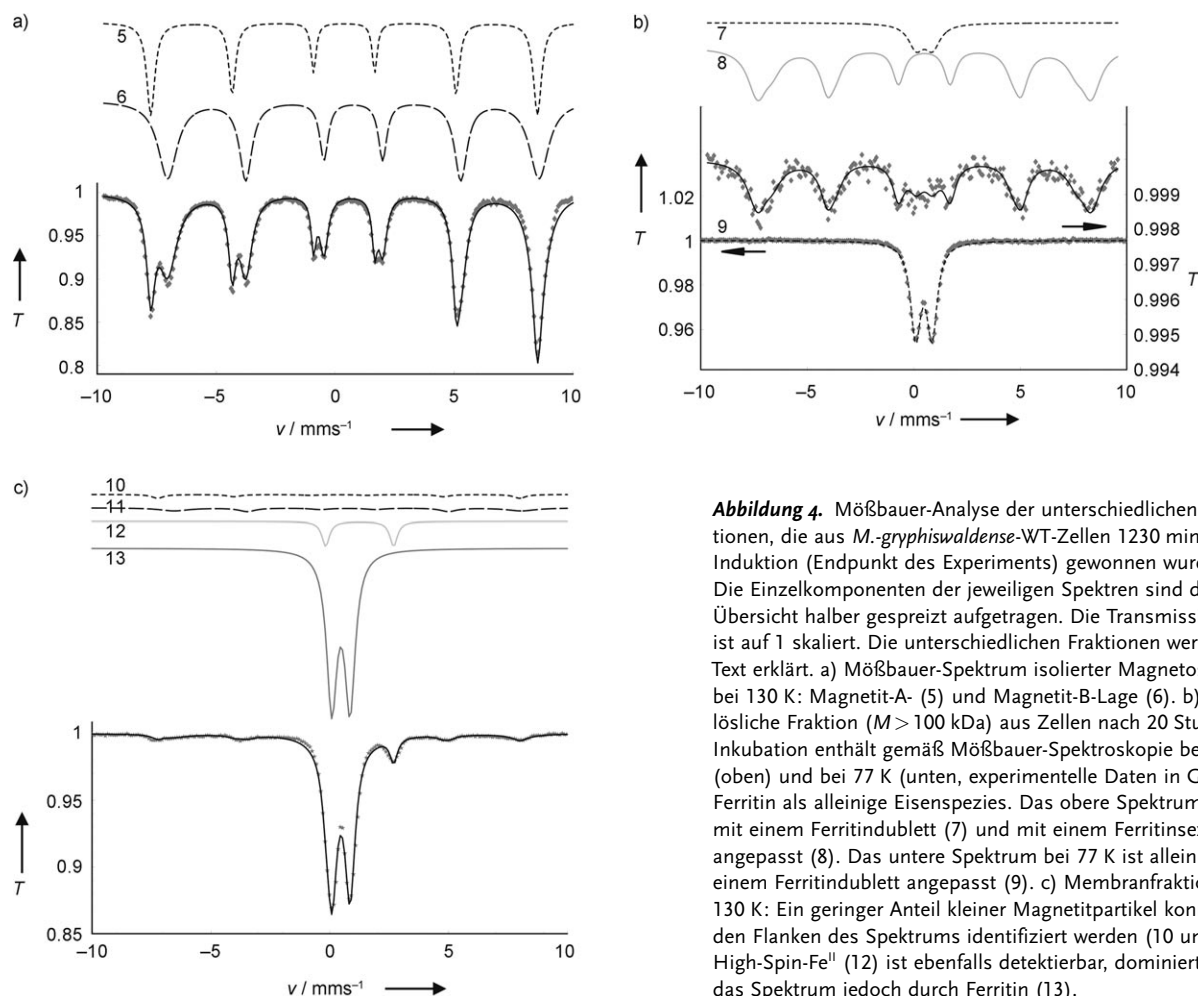 a)
5
6
1
0.95
0.9
0.85
0.8
T
–10
–5
0
5
10
v / mms⁻¹
b)
7
8
9
1.02
1
0.98
0.96
T
0.999
0.998
0.997
0.996
0.995
0.994
T
–10
–5
0
5
10
v / mms⁻¹
c)
10
11
12
13
1
0.95
0.9
0.85
T
–10
–5
0
5
10
v / mms⁻¹
Abbildung 4. Mößbauer-Analyse der unterschiedlichen
tionen, die aus M.-gryphiswaldense-WT-Zellen 1230 min
Induktion (Endpunkt des Experiments) gewonnen wur
Die Einzelkomponenten der jeweiligen Spektren sind d
Übersicht halber gespreizt aufgetragen. Die Transmiss
ist auf 1 skaliert. Die unterschiedlichen Fraktionen wer
Text erklärt. a) Mößbauer-Spektrum isolierter Magneto
bei 130 K: Magnetit-A- (5) und Magnetit-B-Lage (6). b)
lösliche Fraktion (M > 100 kDa) aus Zellen nach 20 Stu
Inkubation enthält gemäß Mößbauer-Spektroskopie be
(oben) und bei 77 K (unten, experimentelle Daten in G
Ferritin als alleinige Eisenspezies. Das obere Spektrum
mit einem Ferritindublett (7) und mit einem Ferritinse
angepasst (8). Das untere Spektrum bei 77 K ist allein
einem Ferritindublett angepasst (9). c) Membranfrakti
130 K: Ein geringer Anteil kleiner Magnetitpartikel kon
den Flanken des Spektrums identifiziert werden (10 un
High-Spin-Feᴵᴵ (12) ist ebenfalls detektierbar, dominiert
das Spektrum jedoch durch Ferritin (13).